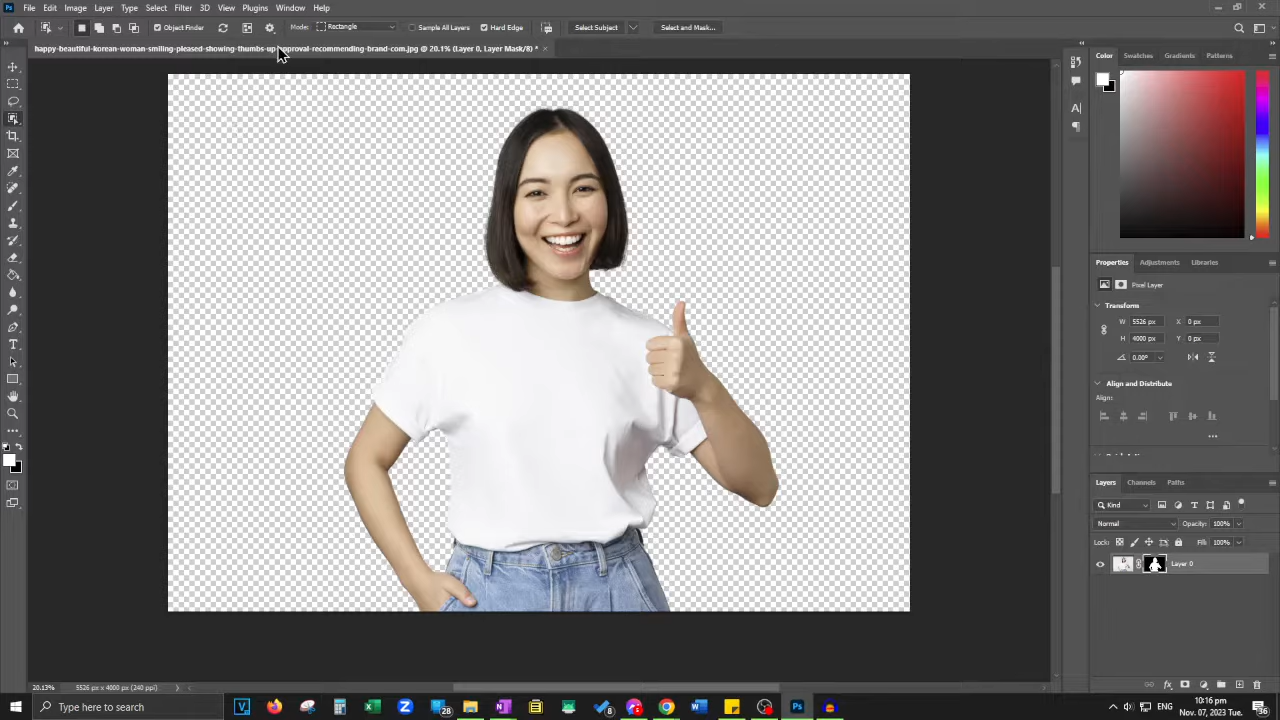 Ps File Edit Image Layer Type Select Filter 3D View Plugins Window Help
Object Finder Mode: Rectangle Sample All Layers Hard Edge Select Subject Select and Mask...
happy-beautiful-korean-woman-smiling-pleased-showing-thumbs-up-approval-recommending-brand-com.jpg @ 20.1% (Layer 0, Layer Mask/8) *
Color Swatches Gradients Patterns
Properties Adjustments Libraries
Pixel Layer
Transforms
W 5526 px X 0 px
H 4000 px Y 0 px
0.00°
Align and Distribute
Align:
Layers Channels Paths
Kind
Normal Opacity: 100%
Lock: Fill: 100%
Layer 0
20.13% 5526 px x 4000 px (240 ppi)
Type here to search
28
8
ENG
10:16 pm
Nov. 07, 2023 Tue.
36